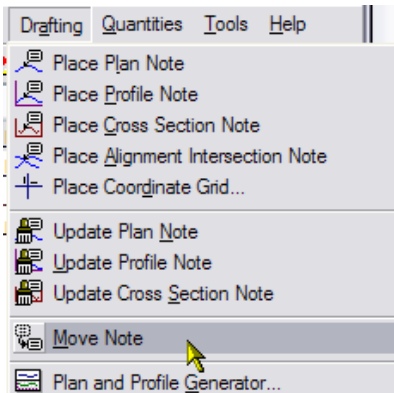 Drafting Quantities Tools Help
Place Plan Note
Place Profile Note
Place Cross Section Note
Place Alignment Intersection Note
Place Coordinate Grid...
Update Plan Note
Update Profile Note
Update Cross Section Note
Move Note
Plan and Profile Generator...